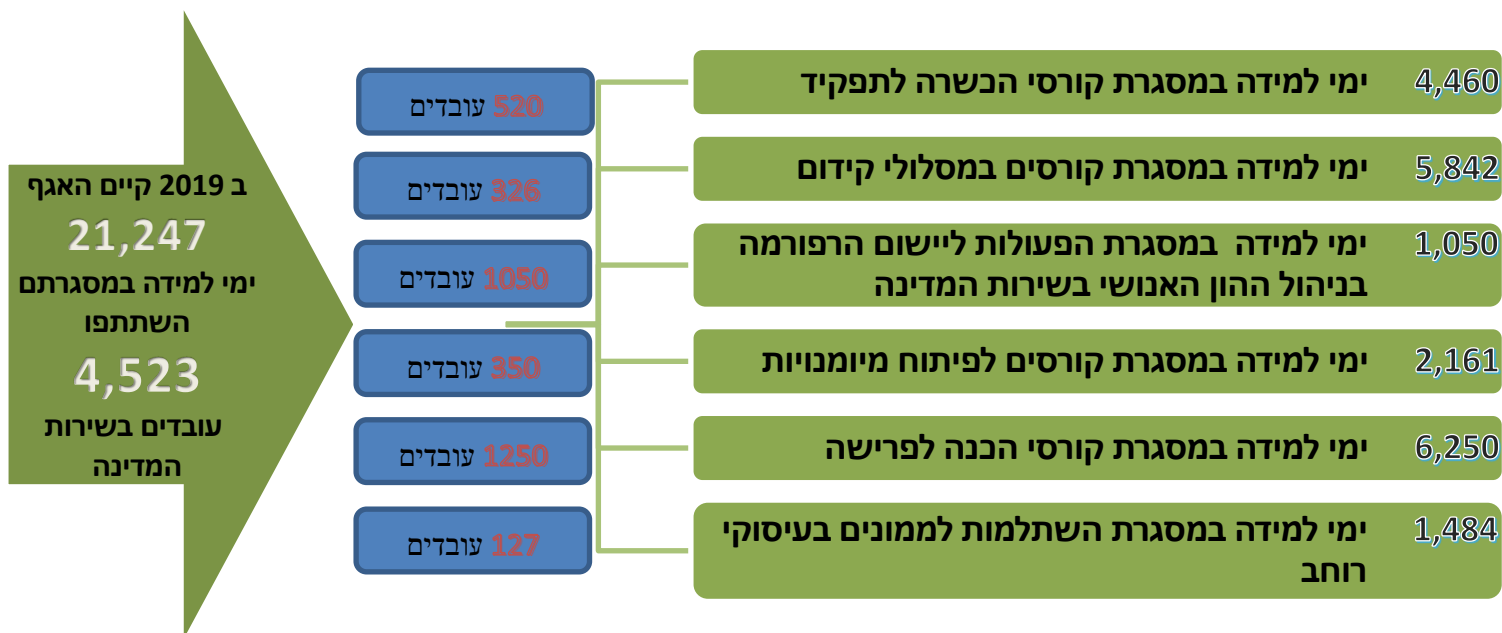 4,460 ימי למידה במסגרת קורסי הכשרה לתפקיד
520 עובדים
5,842 ימי למידה במסגרת קורסים במסלולי קידום
326 עובדים
1,050 ימי למידה במסגרת הפעולות ליישום הרפורמה
בניהול ההון האנושי בשירות המדינה
1050 עובדים
2,161 ימי למידה במסגרת קורסים לפיתוח מיומנויות
350 עובדים
6,250 ימי למידה במסגרת קורסי הכנה לפרישה
1250 עובדים
1,484 ימי למידה במסגרת השתלמות לממונים בעיסוקי
רוחב
127 עובדים
ב 2019 קיים האגף
21,247
ימי למידה במסגרתם
השתתפו
4,523
עובדים בשירות
המדינה